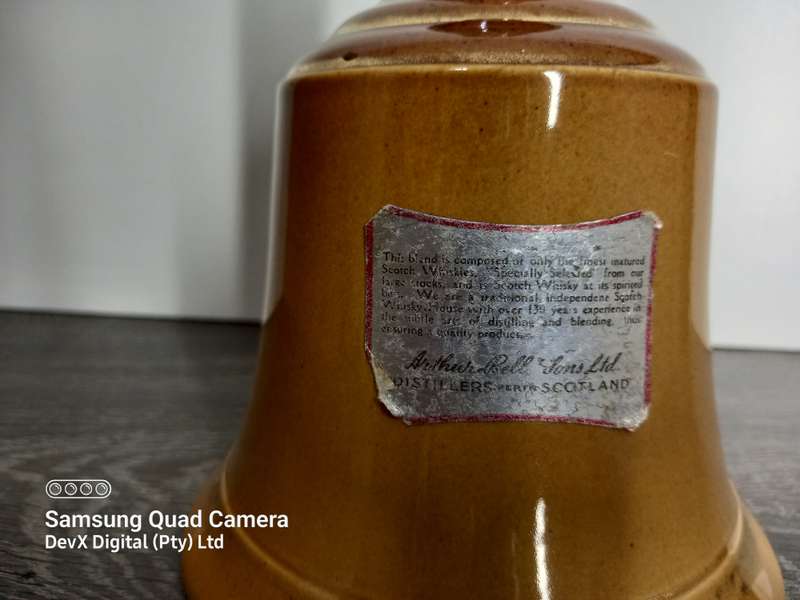 This blend is composed of only the finest matured
Scotch Whiskies, "Specially Selected" from our
large stocks, and is Scotch Whisky at its spirited
best. We are a traditional, independent Scotch
Whisky House with over 130 years experience in
the subtle art of distilling and blending, thus
ensuring a quality product.
Arthur Bell & Sons Ltd.
DISTILLERS PERTH SCOTLAND
Samsung Quad Camera
DevX Digital (Pty) Ltd